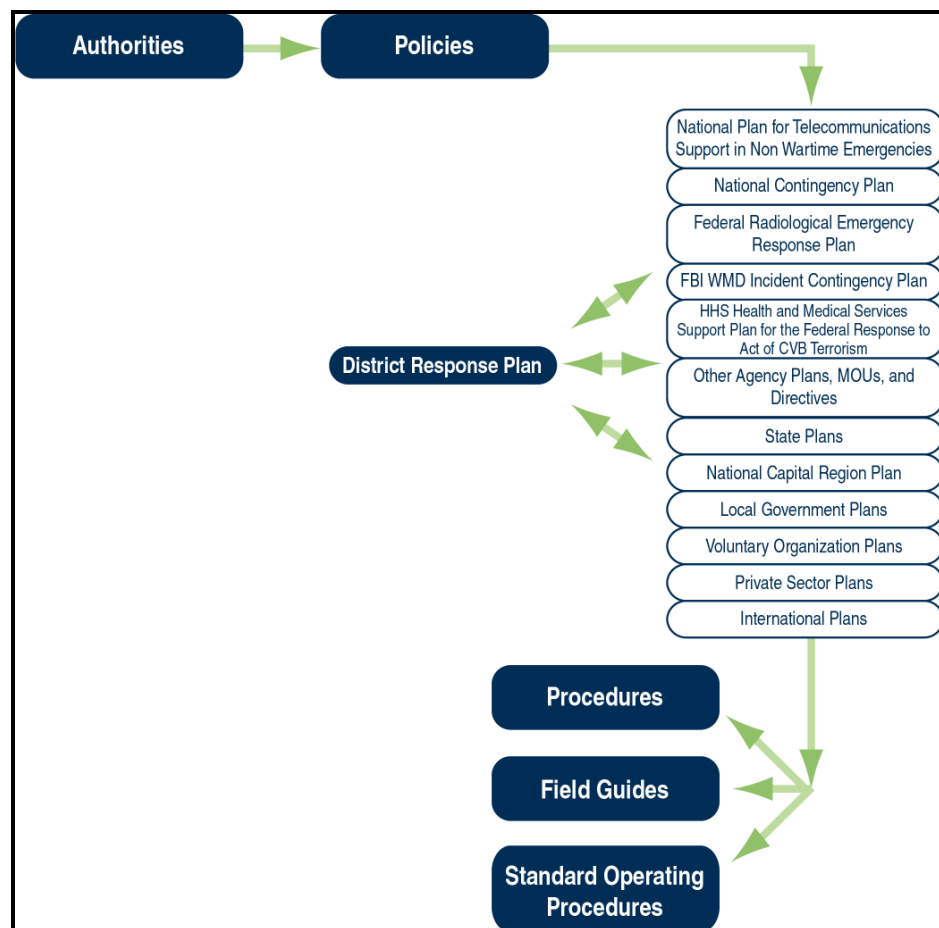 Authorities
Policies
National Plan for Telecommunications
Support in Non Wartime Emergencies
National Contingency Plan
Federal Radiological Emergency
Response Plan
FBI WMD Incident Contingency Plan
HHS Health and Medical Services
Support Plan for the Federal Response to
Act of CVB Terrorism
District Response Plan
Other Agency Plans, MOUs, and
Directives
State Plans
National Capital Region Plan
Local Government Plans
Voluntary Organization Plans
Private Sector Plans
International Plans
Procedures
Field Guides
Standard Operating
Procedures